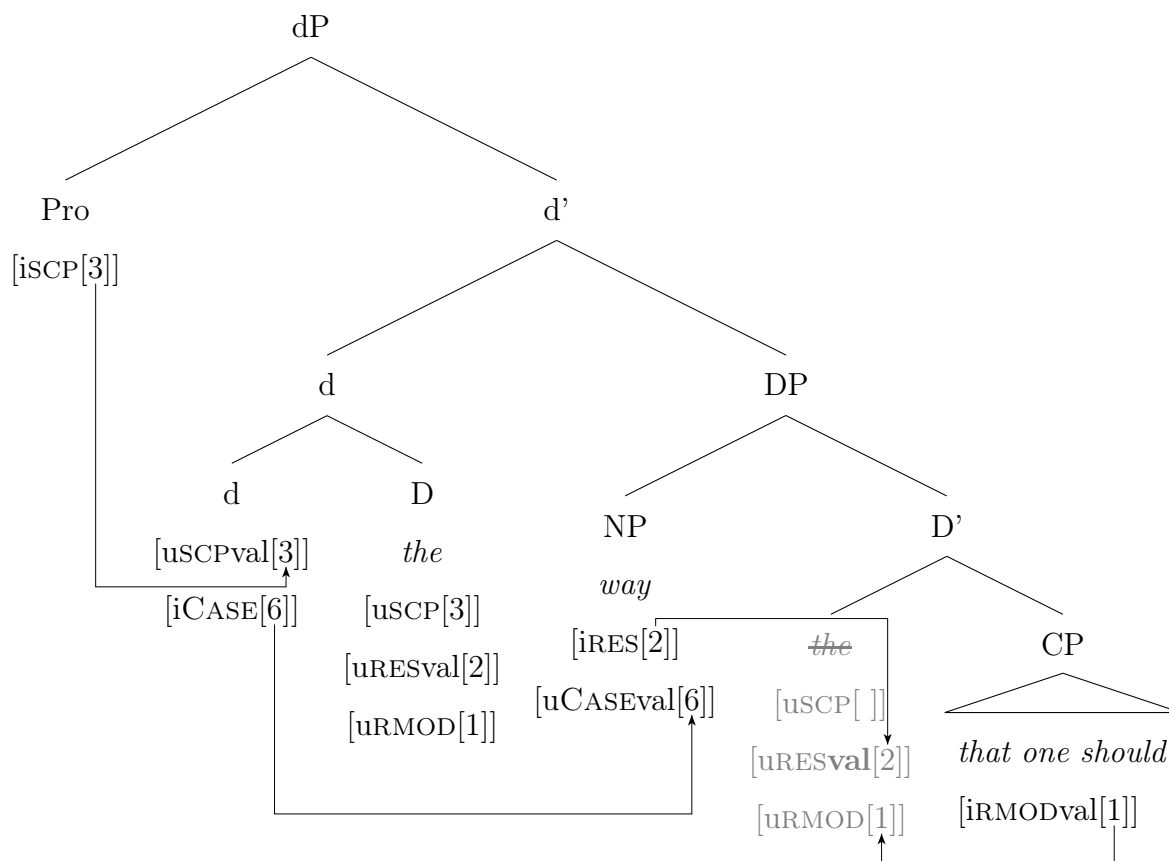 dP
Pro d’
[iSCP[3]]
d DP
d D NP D’
[uSCPval[3]] the way
[iCASE[6]] [uSCP[3]] [iRES[2]] the CP
[uRESval[2]] [uCASEval[6]] [uSCP[ ]]
[uRMOD[1]] [uRESval[2]] that one should
[uRMOD[1]] [iRMODval[1]]